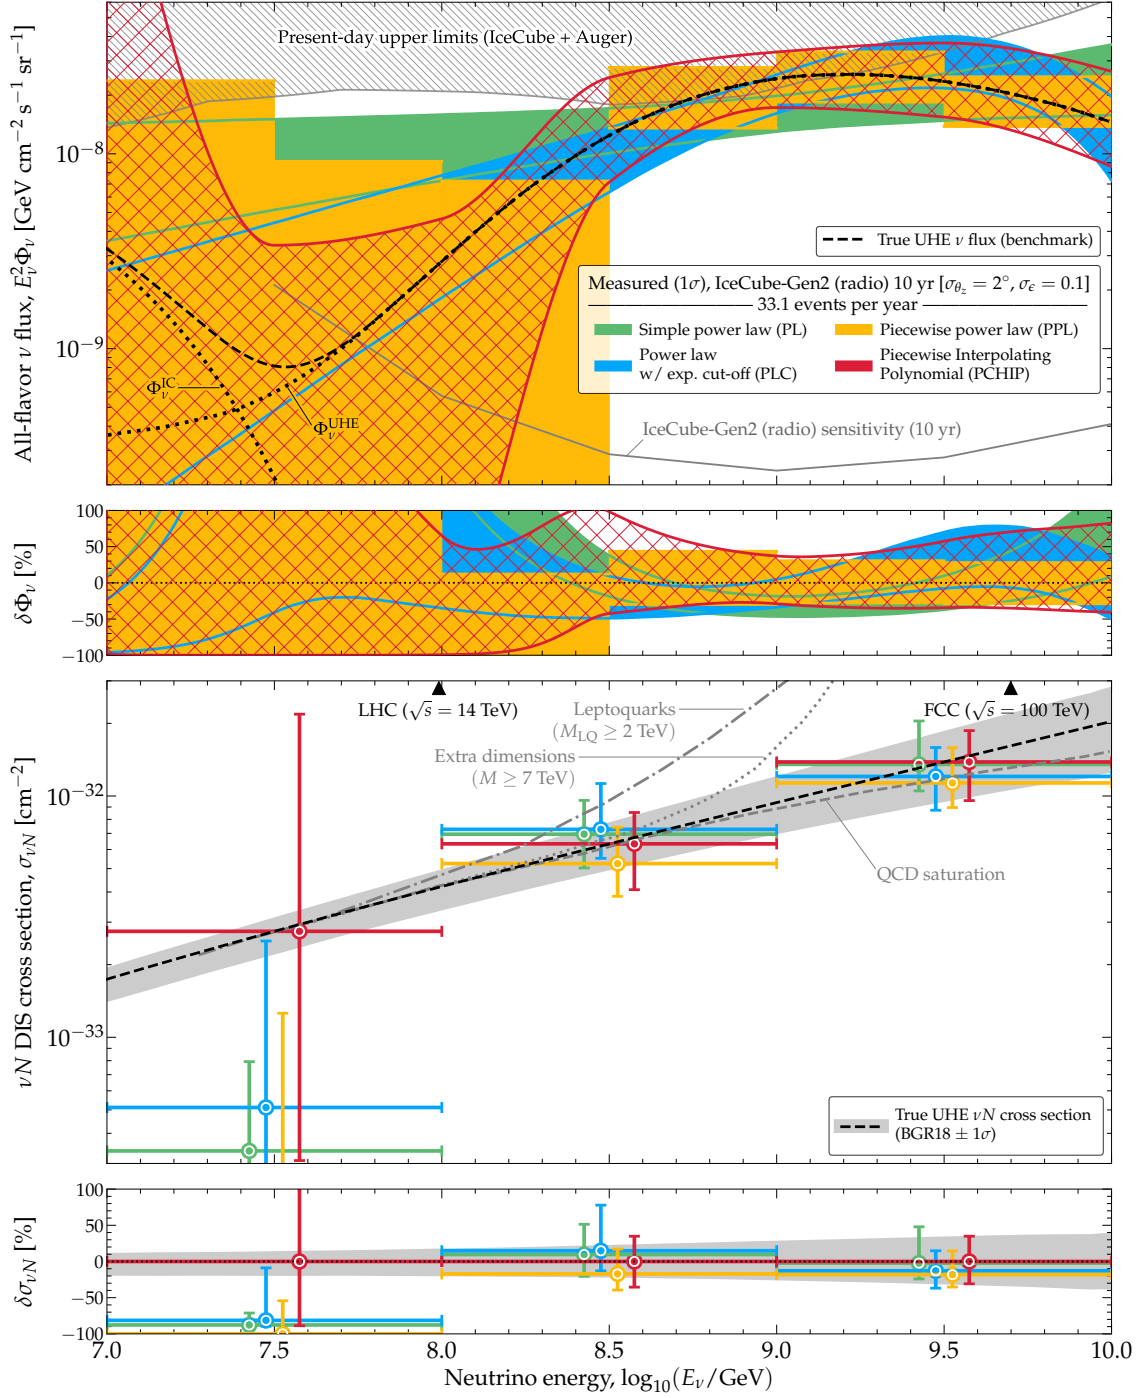 Present-day upper limits (IceCube + Auger)
All-flavor ν flux, E²_νΦ_ν [GeV cm⁻² s⁻¹ sr⁻¹]
10⁻⁸
10⁻⁹
True UHE ν flux (benchmark)
Measured (1σ), IceCube-Gen2 (radio) 10 yr [σ_θz = 2°, σ_ϵ = 0.1]
33.1 events per year
Simple power law (PL)
Power law
w/ exp. cut-off (PLC)
Piecewise power law (PPL)
Piecewise Interpolating
Polynomial (PCHIP)
Φ_ν^IC
Φ_ν^UHE
IceCube-Gen2 (radio) sensitivity (10 yr)
δΦ_ν [%]
100
50
0
−50
−100
LHC (√s = 14 TeV)
Leptoquarks
(M_LQ ≥ 2 TeV)
Extra dimensions
(M ≥ 7 TeV)
FCC (√s = 100 TeV)
νN DIS cross section, σ_νN [cm⁻²]
10⁻³²
10⁻³³
QCD saturation
True UHE νN cross section
(BGR18 ± 1σ)
δσ_νN [%]
100
50
0
−50
−100
7.0 7.5 8.0 8.5 9.0 9.5 10.0
Neutrino energy, log₁₀(E_ν/GeV)